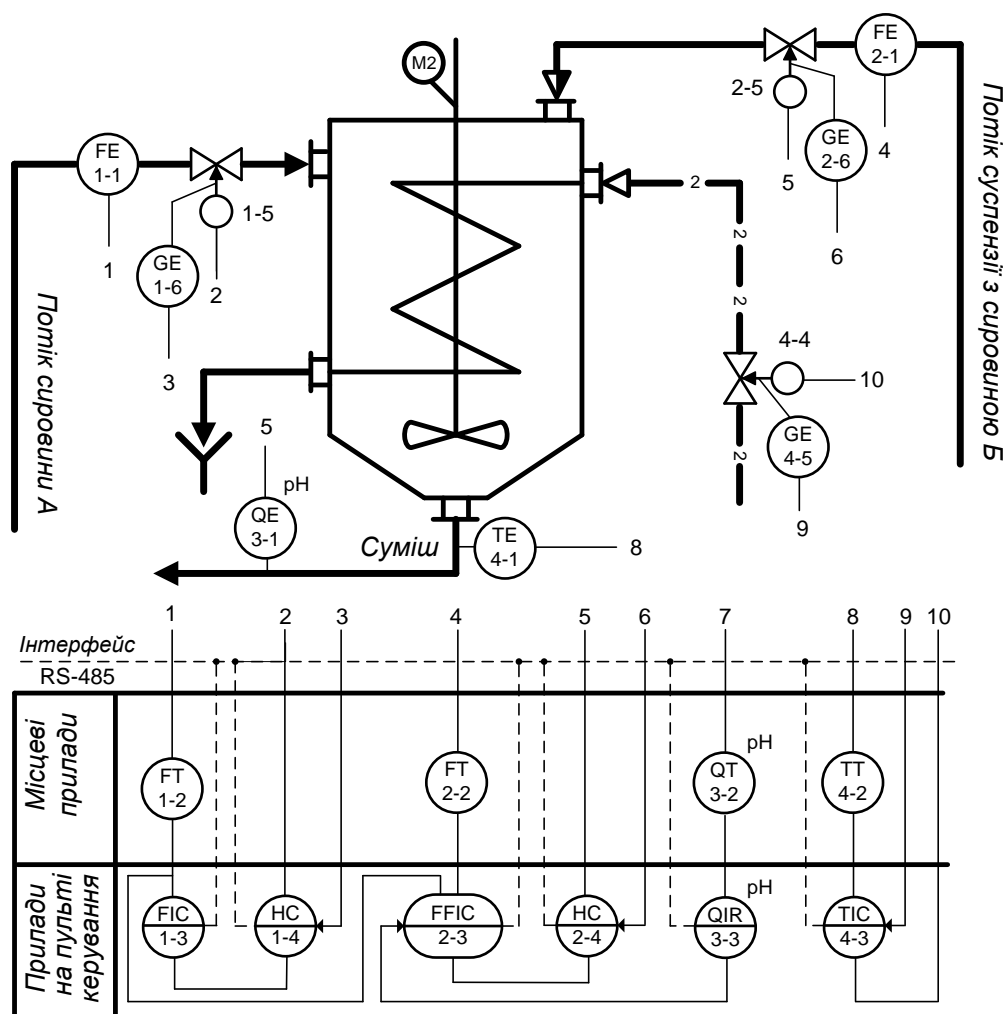 M2
FE
2-1
2-5
GE
2-6
4
5
6
FE
1-1
1-5
GE
1-6
1
2
3
2
2
2
2
4-4
10
GE
4-5
9
Потік сировини А
Потік суспензії з сировиною Б
5
pH
QE
3-1
Суміш
TE
4-1
8
1
2
3
4
5
6
7
8
9
10
Інтерфейс
RS-485
Місцеві
прилади
FT
1-2
FT
2-2
pH
QT
3-2
TT
4-2
Прилади
на пульті
керування
FIC
1-3
HC
1-4
FFIC
2-3
HC
2-4
pH
QIR
3-3
TIC
4-3